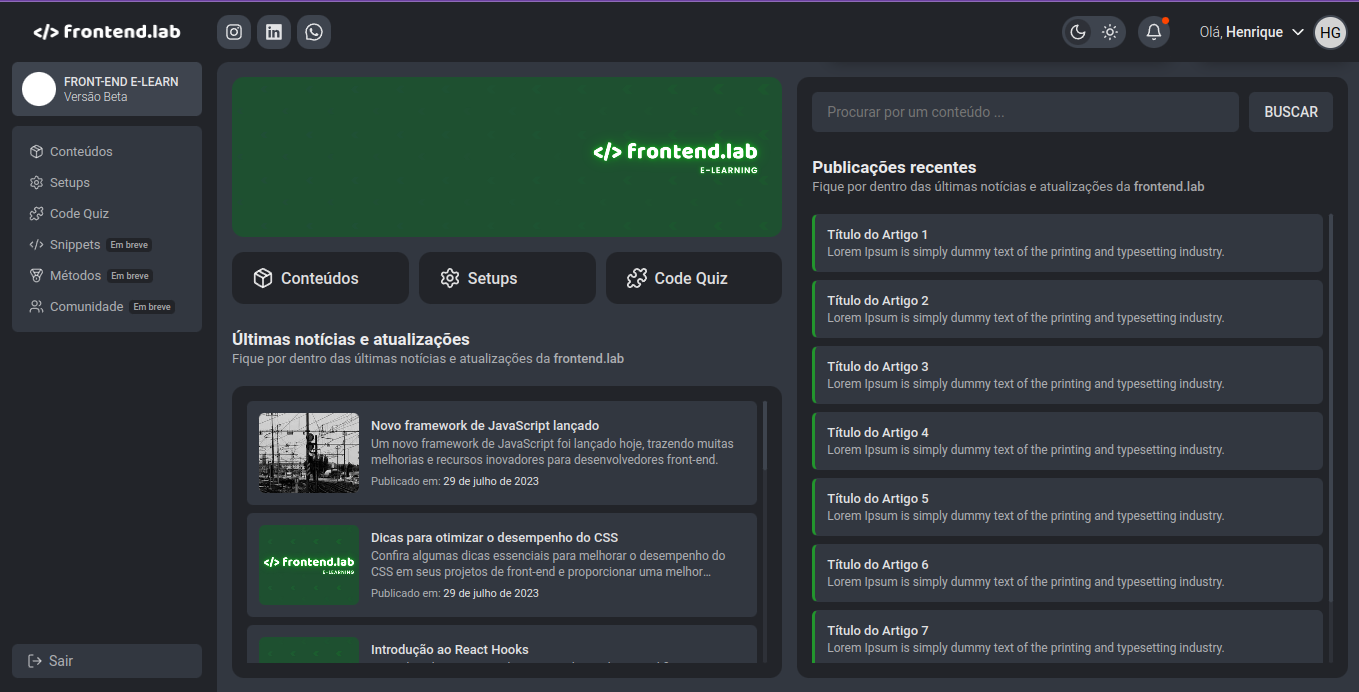 </> frontend.lab
Olá, Henrique
HG
FRONT-END E-LEARN
Versão Beta
Conteúdos
Setups
Code Quiz
Snippets Em breve
Métodos Em breve
Comunidade Em breve
Sair
</> frontend.lab
E-LEARNING
Conteúdos
Setups
Code Quiz
Últimas notícias e atualizações
Fique por dentro das últimas notícias e atualizações da frontend.lab
Novo framework de JavaScript lançado
Um novo framework de JavaScript foi lançado hoje, trazendo muitas
melhorias e recursos inovadores para desenvolvedores front-end.
Publicado em: 29 de julho de 2023
</> frontend.lab
E-LEARNING
Dicas para otimizar o desempenho do CSS
Confira algumas dicas essenciais para melhorar o desempenho do
CSS em seus projetos de front-end e proporcionar uma melhor...
Publicado em: 29 de julho de 2023
Introdução ao React Hooks
Procurar por um conteúdo ...
BUSCAR
Publicações recentes
Fique por dentro das últimas notícias e atualizações da frontend.lab
Título do Artigo 1
Lorem Ipsum is simply dummy text of the printing and typesetting industry.
Título do Artigo 2
Lorem Ipsum is simply dummy text of the printing and typesetting industry.
Título do Artigo 3
Lorem Ipsum is simply dummy text of the printing and typesetting industry.
Título do Artigo 4
Lorem Ipsum is simply dummy text of the printing and typesetting industry.
Título do Artigo 5
Lorem Ipsum is simply dummy text of the printing and typesetting industry.
Título do Artigo 6
Lorem Ipsum is simply dummy text of the printing and typesetting industry.
Título do Artigo 7
Lorem Ipsum is simply dummy text of the printing and typesetting industry.